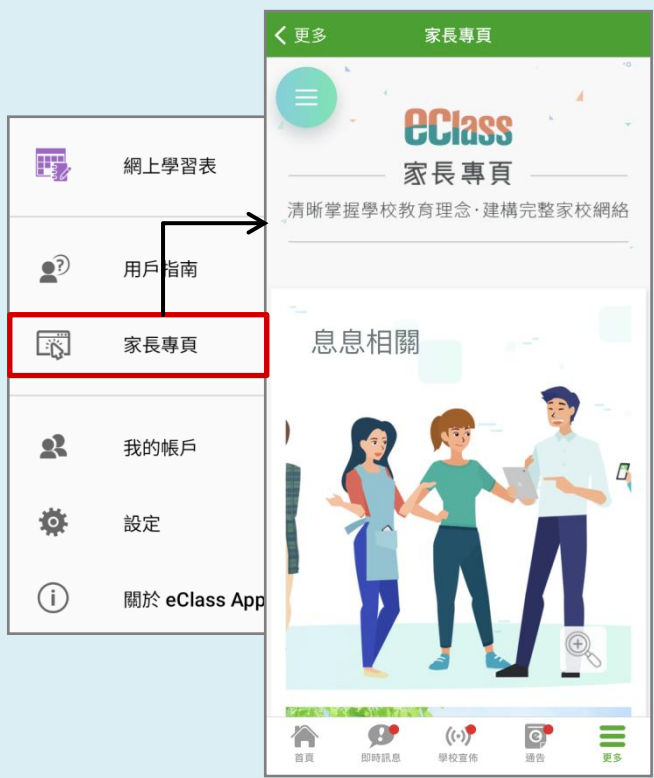 網上學習表
用戶指南
家長專頁
我的帳戶
設定
關於 eClass App
更多
家長專頁
eClass
家長專頁
清晰掌握學校教育理念·建構完整家校網絡
息息相關
首頁
即時訊息
學校宣佈
通告
更多